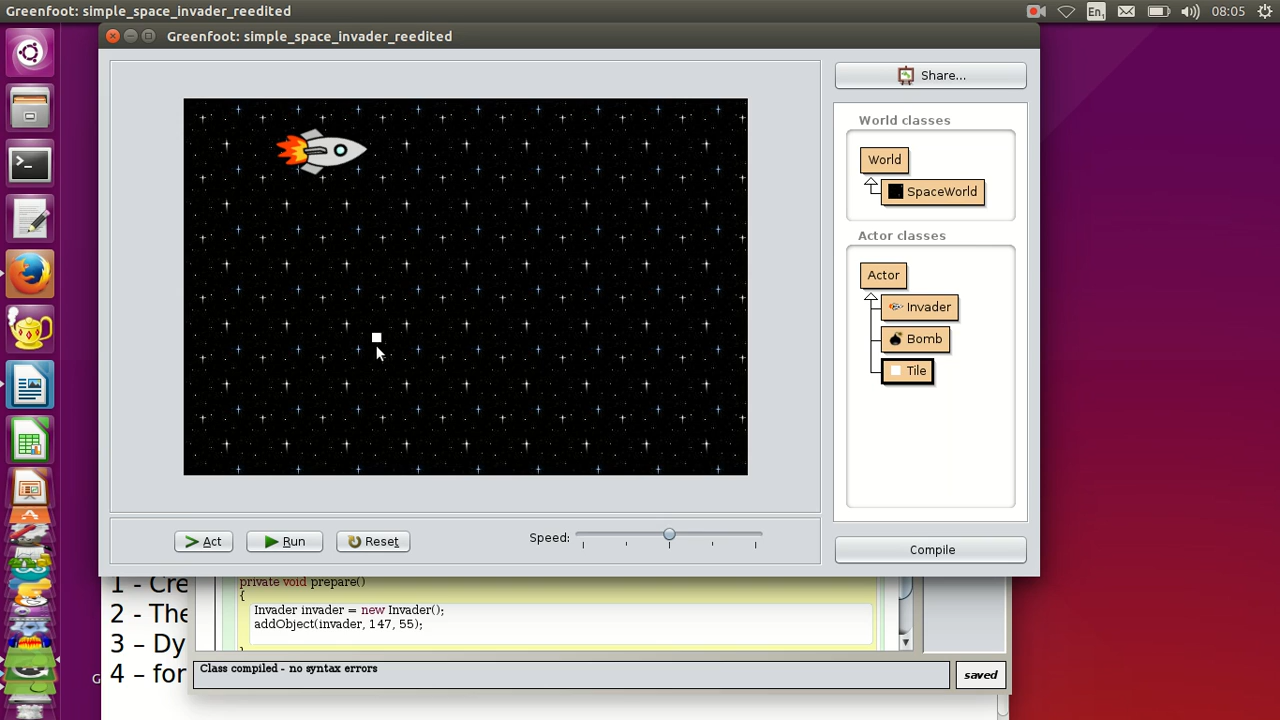 Greenfoot: simple_space_invader_reedited
En1
08:05
Greenfoot: simple_space_invader_reedited
Share...
World classes
World
SpaceWorld
Actor classes
Actor
Invader
Bomb
Tile
Act
Run
Reset
Speed:
Compile
1 - Cre
2 - The
3 - Dy
4 – for
private void prepare()
{
Invader invader = new Invader();
addObject(invader, 147, 55);
Class compiled - no syntax errors
saved
G